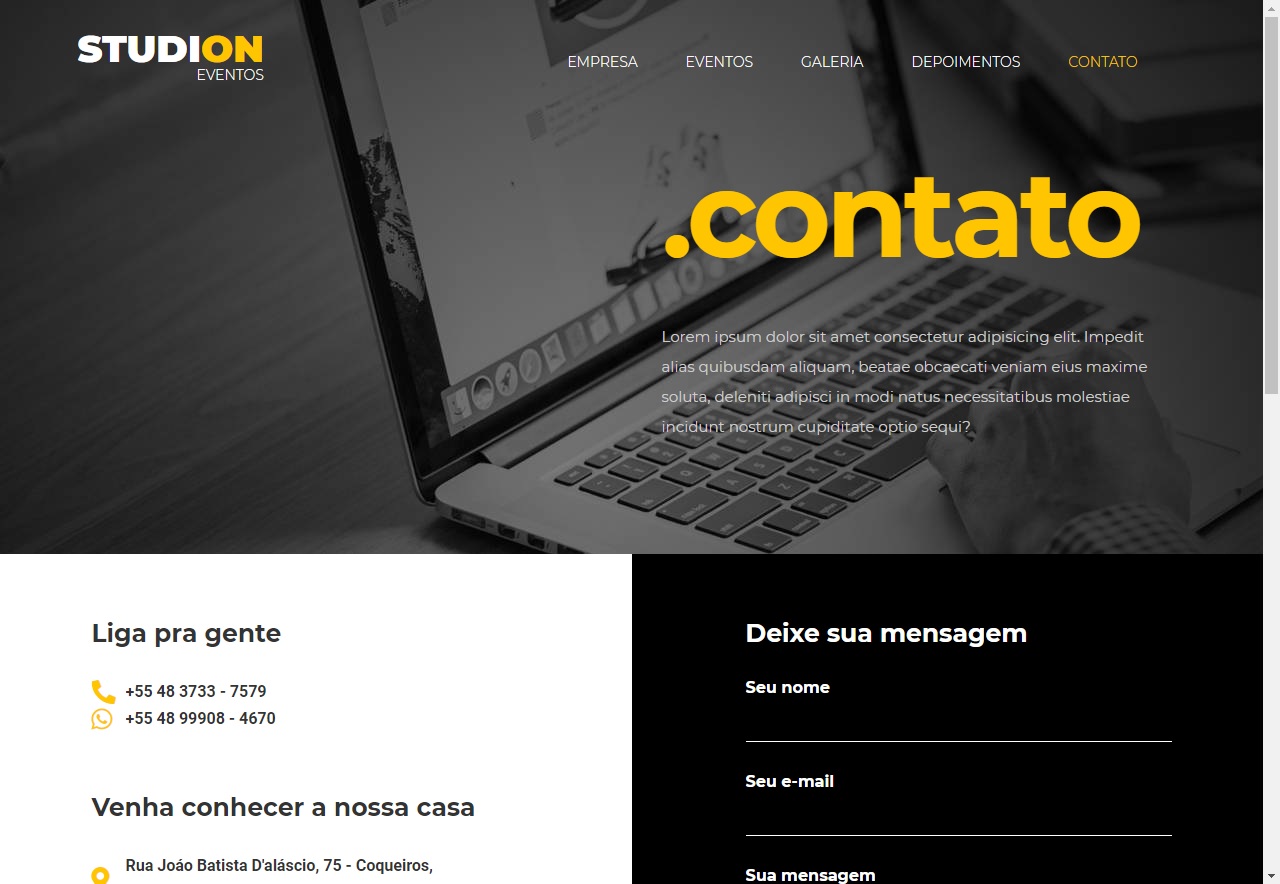 STUDION
EVENTOS
EMPRESA
EVENTOS
GALERIA
DEPOIMENTOS
CONTATO
.contato
Lorem ipsum dolor sit amet consectetur adipisicing elit. Impedit
alias quibusdam aliquam, beatae obcaecati veniam eius maxime
soluta, deleniti adipisci in modi natus necessitatibus molestiae
incidunt nostrum cupiditate optio sequi?
Liga pra gente
+55 48 3733 - 7579
+55 48 99908 - 4670
Venha conhecer a nossa casa
Rua Joáo Batista D'aláscio, 75 - Coqueiros,
Deixe sua mensagem
Seu nome
Seu e-mail
Sua mensagem